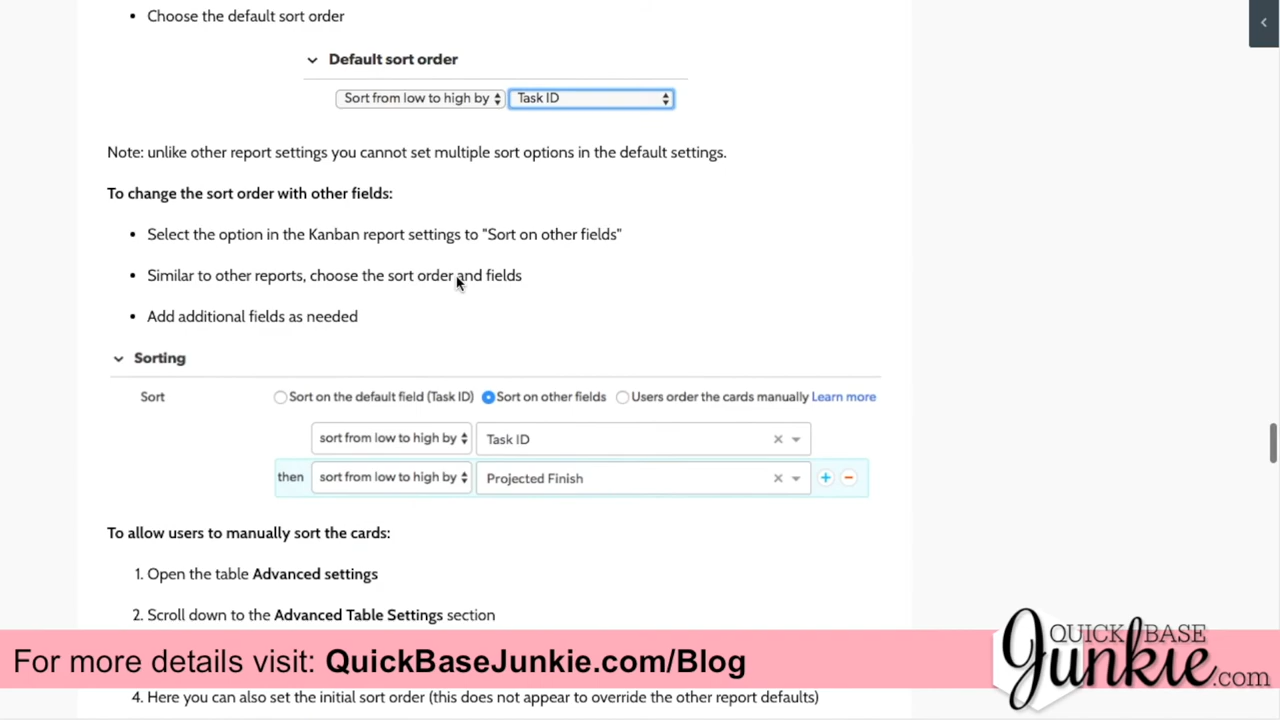 Choose the default sort order
Default sort order
Sort from low to high by Task ID
Note: unlike other report settings you cannot set multiple sort options in the default settings.
To change the sort order with other fields:
Select the option in the Kanban report settings to "Sort on other fields"
Similar to other reports, choose the sort order and fields
Add additional fields as needed
Sorting
Sort Sort on the default field (Task ID) Sort on other fields Users order the cards manually Learn more
sort from low to high by Task ID
then sort from low to high by Projected Finish
To allow users to manually sort the cards:
1. Open the table Advanced settings
2. Scroll down to the Advanced Table Settings section
For more details visit: QuickBaseJunkie.com/Blog
QUICK BASE
Junkie.com
4. Here you can also set the initial sort order (this does not appear to override the other report defaults)